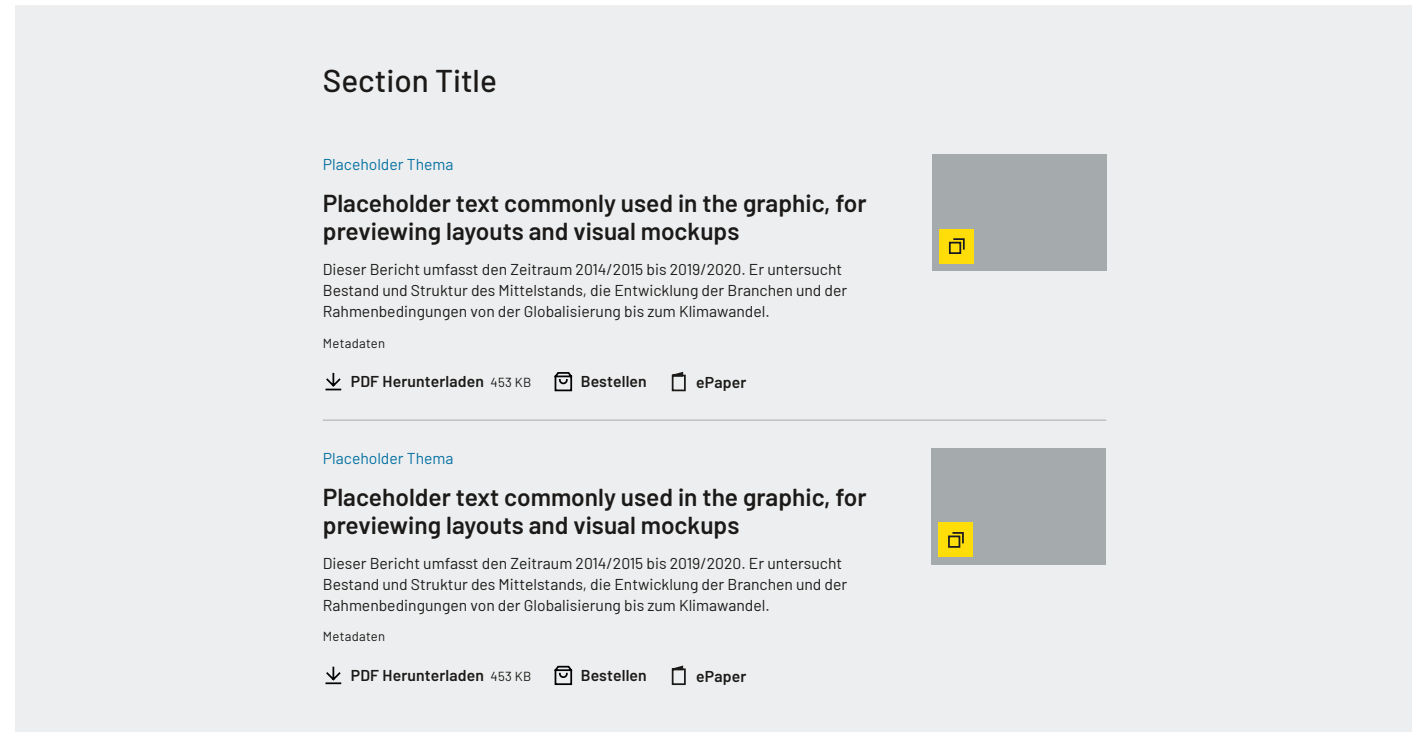 Section Title
Placeholder Thema
Placeholder text commonly used in the graphic, for
previewing layouts and visual mockups
Dieser Bericht umfasst den Zeitraum 2014/2015 bis 2019/2020. Er untersucht
Bestand und Struktur des Mittelstands, die Entwicklung der Branchen und der
Rahmenbedingungen von der Globalisierung bis zum Klimawandel.
Metadaten
PDF Herunterladen 453 KB Bestellen ePaper
Placeholder Thema
Placeholder text commonly used in the graphic, for
previewing layouts and visual mockups
Dieser Bericht umfasst den Zeitraum 2014/2015 bis 2019/2020. Er untersucht
Bestand und Struktur des Mittelstands, die Entwicklung der Branchen und der
Rahmenbedingungen von der Globalisierung bis zum Klimawandel.
Metadaten
PDF Herunterladen 453 KB Bestellen ePaper